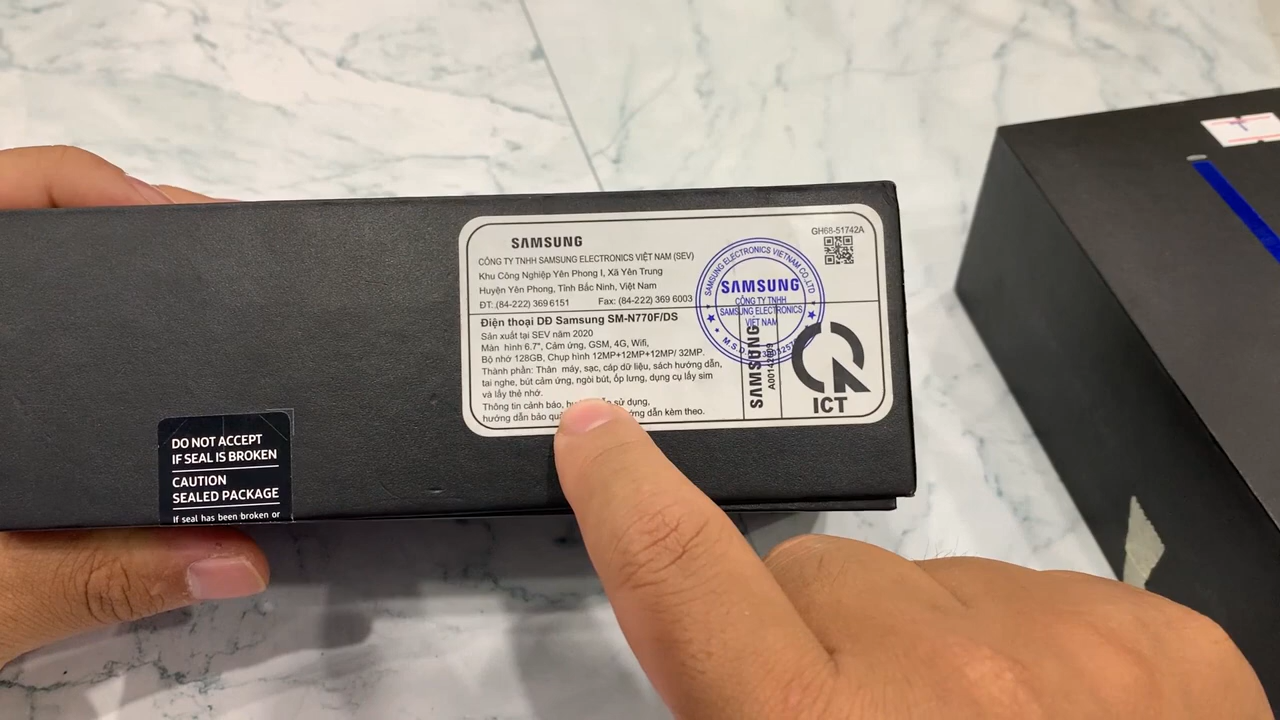 SAMSUNG
CÔNG TY TNHH SAMSUNG ELECTRONICS VIỆT NAM (SEV)
Khu Công Nghiệp Yên Phong I, Xã Yên Trung
Huyện Yên Phong, Tỉnh Bắc Ninh, Việt Nam
ĐT: (84-222) 369 6151 Fax: (84-222) 369 6003
GH68-51742A
SAMSUNG ELECTRONICS VIETNAM CO.,LTD
SAMSUNG
CÔNG TY TNHH
SAMSUNG ELECTRONICS
VIỆT NAM
Điện thoại DĐ Samsung SM-N770F/DS
Sản xuất tại SEV năm 2020
Màn hình 6.7", Cảm ứng, GSM, 4G, Wifi,
Bộ nhớ 128GB, Chụp hình 12MP+12MP+12MP/ 32MP.
Thành phần: Thân máy, sạc, cáp dữ liệu, sách hướng dẫn,
tai nghe, bút cảm ứng, ngòi bút, ốp lưng, dụng cụ lấy sim
và lấy thẻ nhớ.
Thông tin cảnh báo, sử dụng,
hướng dẫn bảo dẫn kèm theo.
SAMSUNG
ICT
DO NOT ACCEPT
IF SEAL IS BROKEN
CAUTION
SEALED PACKAGE
If seal has been broken or